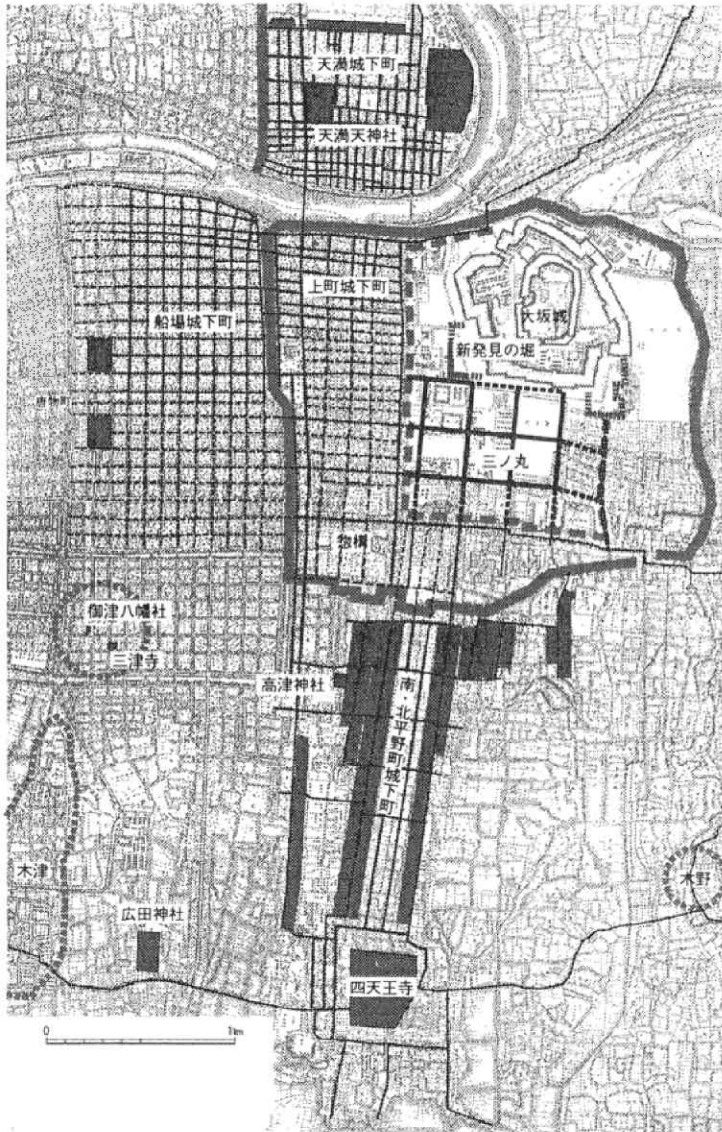 天満城下町
天満天神社
上町城下町
大坂城
船場城下町
新発見の堀
三ノ丸
惣構
御津八幡社
三津寺
高津神社
南・北平野町城下町
木津
木野
広田神社
四天王寺
0 1km